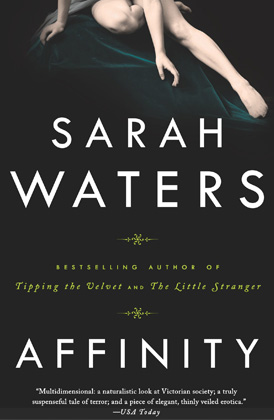 SARAH
WATERS
BESTSELLING AUTHOR OF
Tipping the Velvet AND The Little Stranger
AFFINITY
"Multidimensional: a naturalistic look at Victorian society; a truly
suspenseful tale of terror; and a piece of elegant, thinly veiled erotica."
—USA Today